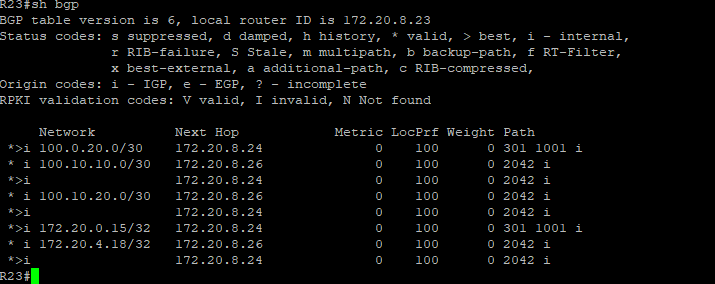 R23#sh bgp
BGP table version is 6, local router ID is 172.20.8.23
Status codes: s suppressed, d damped, h history, * valid, > best, i - internal,
              r RIB-failure, S Stale, m multipath, b backup-path, f RT-Filter,
              x best-external, a additional-path, c RIB-compressed,
Origin codes: i - IGP, e - EGP, ? - incomplete
RPKI validation codes: V valid, I invalid, N Not found

     Network          Next Hop            Metric LocPrf Weight Path
 *>i 100.0.20.0/30    172.20.8.24              0    100      0 301 1001 i
 * i 100.10.10.0/30   172.20.8.26              0    100      0 2042 i
 *>i                  172.20.8.24              0    100      0 2042 i
 * i 100.10.20.0/30   172.20.8.26              0    100      0 2042 i
 *>i                  172.20.8.24              0    100      0 2042 i
 *>i 172.20.0.15/32   172.20.8.24              0    100      0 301 1001 i
 * i 172.20.4.18/32   172.20.8.26              0    100      0 2042 i
 *>i                  172.20.8.24              0    100      0 2042 i
R23#